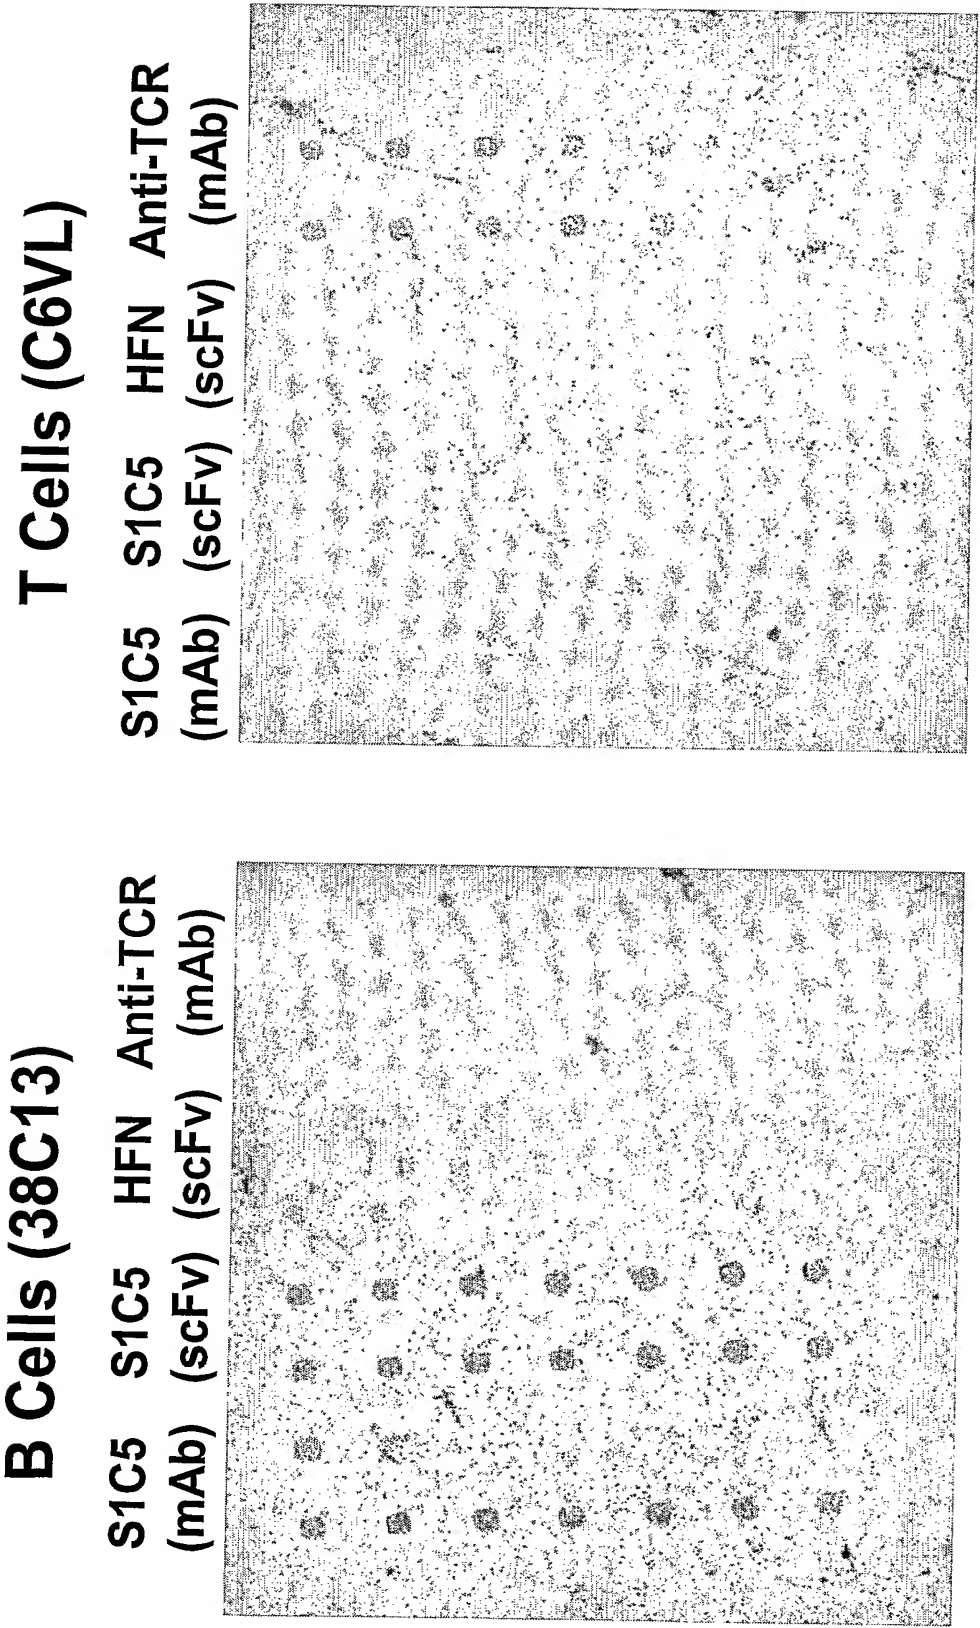 B Cells (38C13)
S1C5 S1C5 HFN Anti-TCR
(mAb) (scFv) (scFv) (mAb)
T Cells (C6VL)
S1C5 S1C5 HFN Anti-TCR
(mAb) (scFv) (scFv) (mAb)